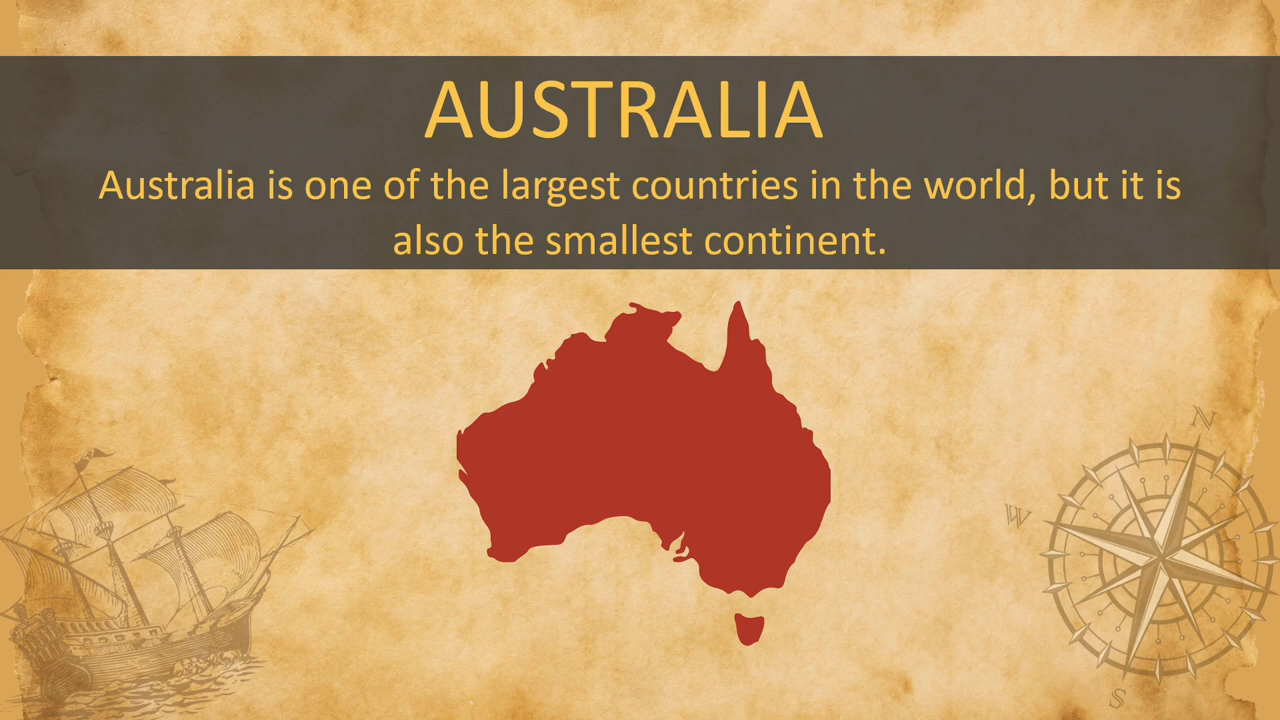 AUSTRALIA
Australia is one of the largest countries in the world, but it is
also the smallest continent.
N
W
S